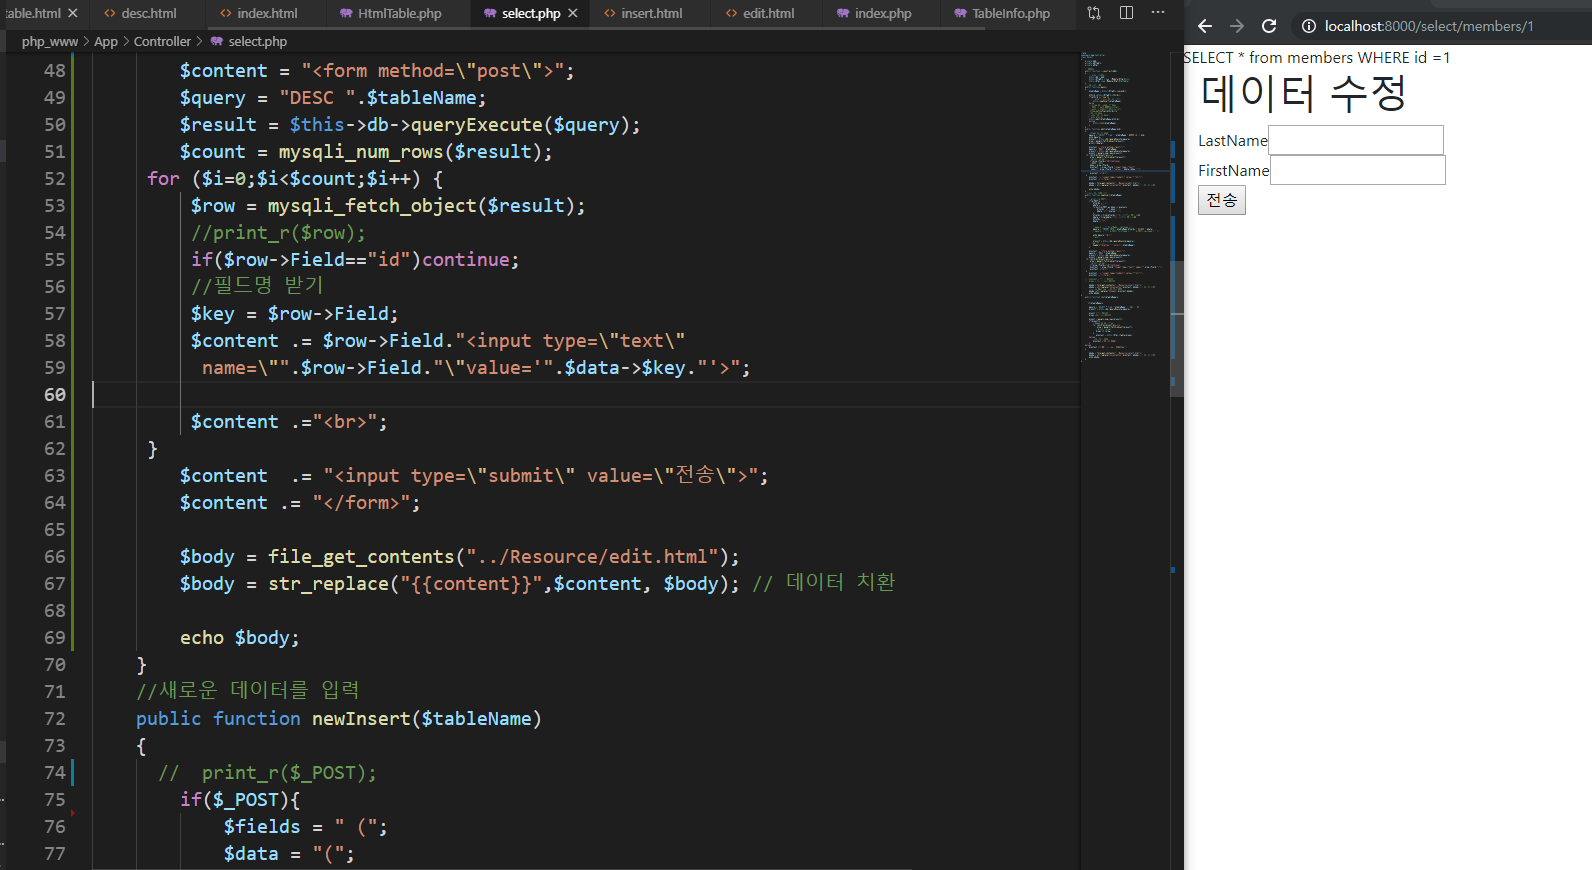 table.html × desc.html index.html HtmlTable.php select.php × insert.html edit.html index.php TableInfo.php ···
php_www > App > Controller > select.php
48 $content = "<form method=\"post\">";
49 $query = "DESC ".$tableName;
50 $result = $this->db->queryExecute($query);
51 $count = mysqli_num_rows($result);
52 for ($i=0;$i<$count;$i++) {
53 $row = mysqli_fetch_object($result);
54 //print_r($row);
55 if($row->Field=="id")continue;
56 //필드명 받기
57 $key = $row->Field;
58 $content .= $row->Field."<input type=\"text\"
59 name=\"".$row->Field."\"value='".$data->$key."'>";
60
61 $content .="<br>";
62 }
63 $content  .= "<input type=\"submit\" value=\"전송\">";
64 $content .= "</form>";
65
66 $body = file_get_contents("../Resource/edit.html");
67 $body = str_replace("{{content}}",$content, $body); // 데이터 치환
68
69 echo $body;
70 }
71 //새로운 데이터를 입력
72 public function newInsert($tableName)
73 {
74 //  print_r($_POST);
75 if($_POST){
76 $fields = " (";
77 $data = "(";
localhost:8000/select/members/1
SELECT * from members WHERE id =1
데이터 수정
LastName
FirstName
전송